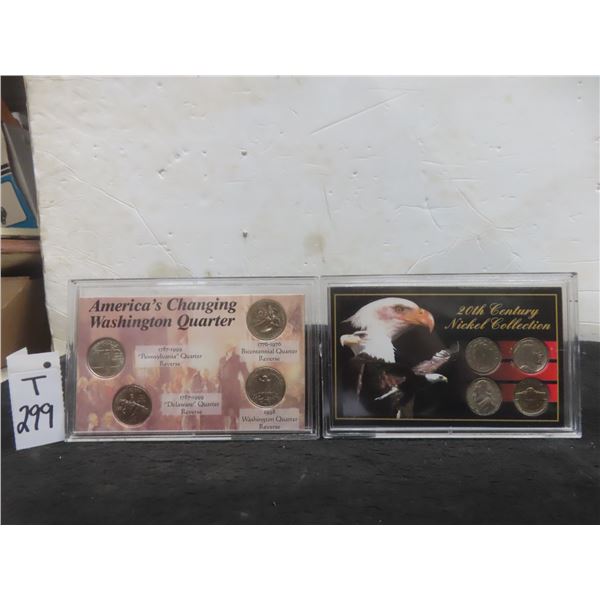 America's Changing
Washington Quarter
1776-1976
Bicentennial Quarter
Reverse
1787-1999
"Pennsylvania" Quarter
Reverse
1787-1999
"Delaware" Quarter
Reverse
1998
Washington Quarter
Reverse
20th Century
Nickel Collection
T
299